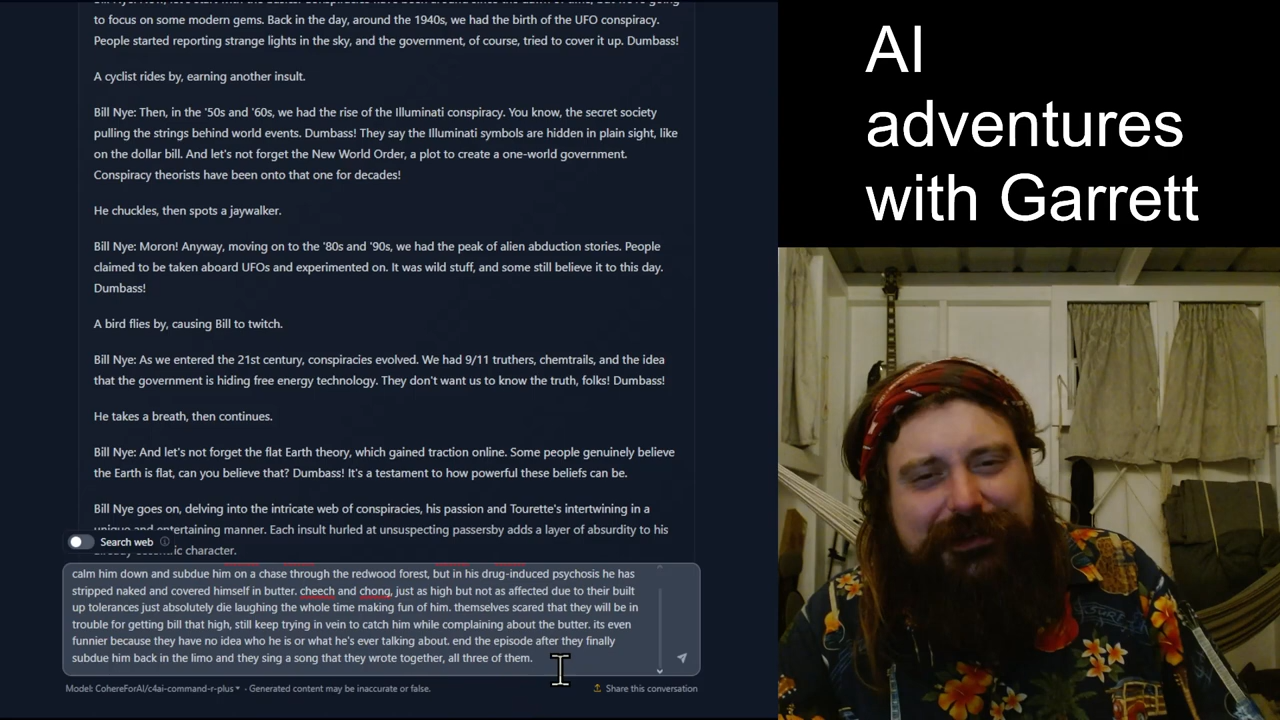 to focus on some modern gems. Back in the day, around the 1940s, we had the birth of the UFO conspiracy.
People started reporting strange lights in the sky, and the government, of course, tried to cover it up. Dumbass!
A cyclist rides by, earning another insult.
Bill Nye: Then, in the '50s and '60s, we had the rise of the Illuminati conspiracy. You know, the secret society
pulling the strings behind world events. Dumbass! They say the Illuminati symbols are hidden in plain sight, like
on the dollar bill. And let's not forget the New World Order, a plot to create a one-world government.
Conspiracy theorists have been onto that one for decades!
He chuckles, then spots a jaywalker.
Bill Nye: Moron! Anyway, moving on to the '80s and '90s, we had the peak of alien abduction stories. People
claimed to be taken aboard UFOs and experimented on. It was wild stuff, and some still believe it to this day.
Dumbass!
A bird flies by, causing Bill to twitch.
Bill Nye: As we entered the 21st century, conspiracies evolved. We had 9/11 truthers, chemtrails, and the idea
that the government is hiding free energy technology. They don't want us to know the truth, folks! Dumbass!
He takes a breath, then continues.
Bill Nye: And let's not forget the flat Earth theory, which gained traction online. Some people genuinely believe
the Earth is flat, can you believe that? Dumbass! It's a testament to how powerful these beliefs can be.
Bill Nye goes on, delving into the intricate web of conspiracies, his passion and Tourette's intertwining in a
unique and entertaining manner. Each insult hurled at unsuspecting passersby adds a layer of absurdity to his
character.
Search web
calm him down and subdue him on a chase through the redwood forest, but in his drug-induced psychosis he has
stripped naked and covered himself in butter. cheech and chong, just as high but not as affected due to their built
up tolerances just absolutely die laughing the whole time making fun of him. themselves scared that they will be in
trouble for getting bill that high, still keep trying in vein to catch him while complaining about the butter. its even
funnier because they have no idea who he is or what he's ever talking about. end the episode after they finally
subdue him back in the limo and they sing a song that they wrote together, all three of them.
Model: CohereForAI/c4ai-command-r-plus · Generated content may be inaccurate or false.
Share this conversation
AI
adventures
with Garrett